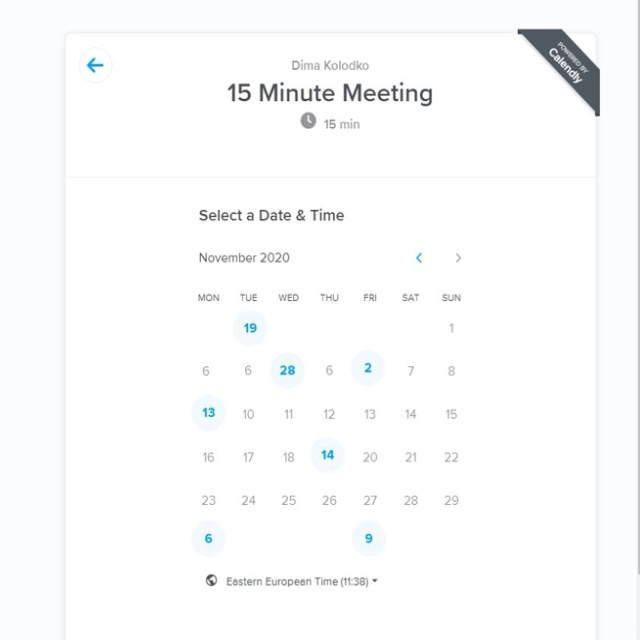 POWERED BY
Calendly
Dima Kolodko
15 Minute Meeting
15 min
Select a Date & Time
November 2020
MON TUE WED THU FRI SAT SUN
19 1
6 6 28 6 2 7 8
13 10 11 12 13 14 15
16 17 18 14 20 21 22
23 24 25 26 27 28 29
6 9
Eastern European Time (11:38)